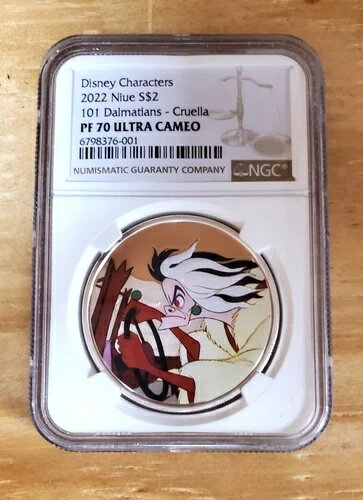 Disney Characters
2022 Niue S$2
101 Dalmatians - Cruella
PF 70 ULTRA CAMEO
6798376-001
NUMISMATIC GUARANTY COMPANY
NGC®